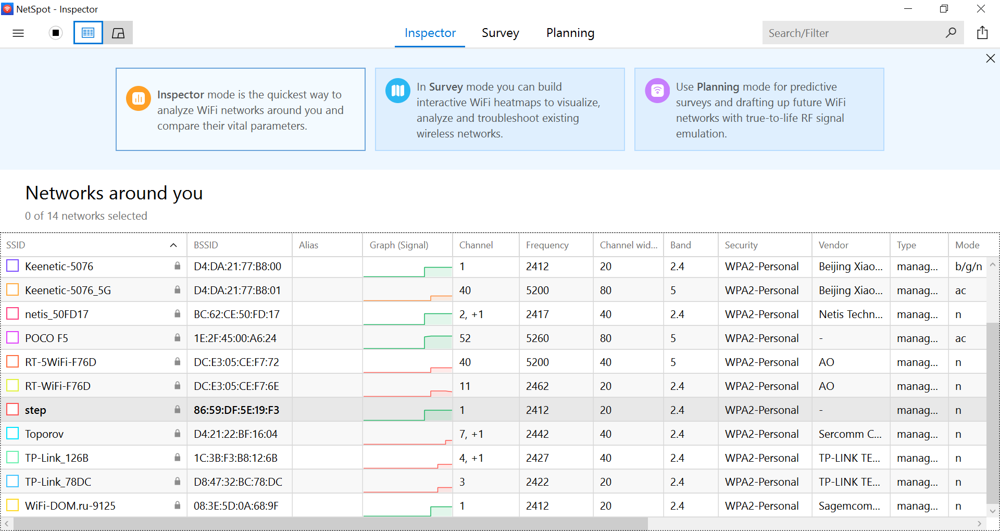 NetSpot - Inspector
Inspector Survey Planning Search/Filter
Inspector mode is the quickest way to
analyze WiFi networks around you and
compare their vital parameters.
In Survey mode you can build
interactive WiFi heatmaps to visualize,
analyze and troubleshoot existing
wireless networks.
Use Planning mode for predictive
surveys and drafting up future WiFi
networks with true-to-life RF signal
emulation.
Networks around you
0 of 14 networks selected
SSID BSSID Alias Graph (Signal) Channel Frequency Channel wid... Band Security Vendor Type Mode
Keenetic-5076 D4:DA:21:77:B8:00 1 2412 20 2.4 WPA2-Personal Beijing Xiao... manag... b/g/n
Keenetic-5076_5G D4:DA:21:77:B8:01 40 5200 80 5 WPA2-Personal Beijing Xiao... manag... ac
netis_50FD17 BC:62:CE:50:FD:17 2, +1 2417 40 2.4 WPA2-Personal Netis Techn... manag... n
POCO F5 1E:2F:45:00:A6:24 52 5260 80 5 WPA2-Personal - manag... ac
RT-5WiFi-F76D DC:E3:05:CE:F7:72 40 5200 40 5 WPA2-Personal AO manag... n
RT-WiFi-F76D DC:E3:05:CE:F7:6E 11 2462 20 2.4 WPA2-Personal AO manag... n
step 86:59:DF:5E:19:F3 1 2412 20 2.4 WPA2-Personal - manag... n
Toporov D4:21:22:BF:16:04 7, +1 2442 40 2.4 WPA2-Personal Sercomm C... manag... n
TP-Link_126B 1C:3B:F3:B8:12:6B 4, +1 2427 40 2.4 WPA2-Personal TP-LINK TE... manag... n
TP-Link_78DC D8:47:32:BC:78:DC 3 2422 20 2.4 WPA2-Personal TP-LINK TE... manag... n
WiFi-DOM.ru-9125 08:3E:5D:0A:68:9F 1 2412 20 2.4 WPA2-Personal Sagemcom... manag... n